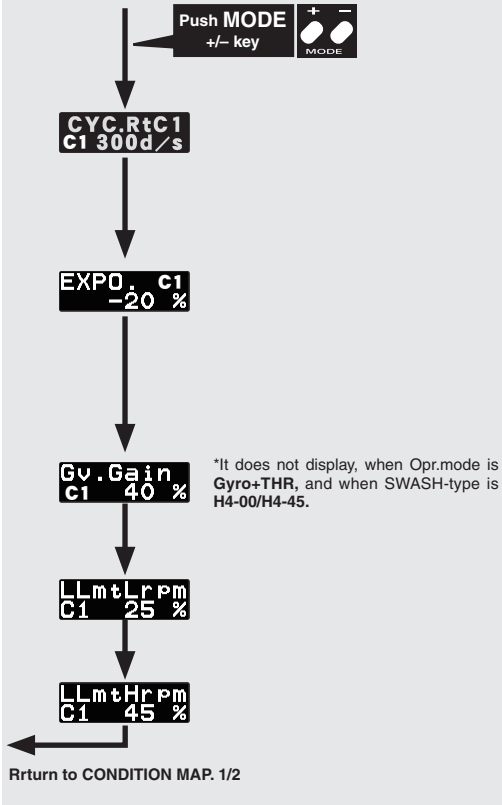 Push MODE
+/– key
+ –
MODE
CYC.RtC1
C1 300d/s
EXPO. C1
-20 %
Gv.Gain
C1 40 %
*It does not display, when Opr.mode is
Gyro+THR, and when SWASH-type is
H4-00/H4-45.
LLmtLrpm
C1 25 %
LLmtHrpm
C1 45 %
Rrturn to CONDITION MAP. 1/2